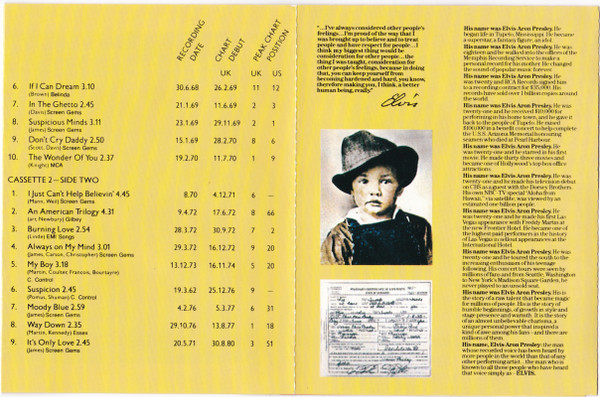 RECORDING DATE
CHART DEBUT
PEAK CHART POSITION
UK UK US
6. If I Can Dream 3.10
(Brown) Belinda 30.6.68 26.2.69 11 12
7. In The Ghetto 2.45
(Davis) Screen Gems 21.1.69 11.6.69 2 3
8. Suspicious Minds 3.11
(James) Screen Gems 23.1.69 29.11.69 2 1
9. Don't Cry Daddy 2.50
(Scott, Davis) Screen Gems 15.1.69 28.2.70 8 6
10. The Wonder Of You 2.37
(Knight) MCA 19.2.70 11.7.70 1 9
CASSETTE 2—SIDE TWO
1. I Just Can't Help Believin' 4.45
(Mann, Weil) Screen Gems 8.70 4.12.71 6 —
2. An American Trilogy 4.31
(arr. Newbury) Gilbey 9.4.72 17.6.72 8 66
3. Burning Love 2.54
(Linde) EMI Songs 28.3.72 30.9.72 7 2
4. Always on My Mind 3.01
(James, Carson, Christopher) Screen Gems 29.3.72 16.12.72 9 20
5. My Boy 3.18
(Martin, Coulter, Francois, Bourtayre)
C. Control 13.12.73 16.11.74 5 20
6. Suspicion 2.45
(Pomus, Shuman) C. Control 19.3.62 25.12.76 9 —
7. Moody Blue 2.59
(James) Screen Gems 4.2.76 5.3.77 6 31
8. Way Down 2.35
(Martin, Kennedy) Essex 29.10.76 13.8.77 1 18
9. It's Only Love 2.45
(James) Screen Gems 20.5.71 30.8.80 3 51
"...I've always considered other people's
feelings...I'm proud of the way that I
was brought up to believe and to treat
people and have respect for people...I
think my biggest thing would be
consideration for other people... the
thing I was taught, consideration for
other people's feelings, because in doing
that, you can keep yourself from
becoming hardened and hard, you know,
therefore making you, I think, a better
human being, really."
Elvis
His name was Elvis Aron Presley. He
began life in Tupelo, Mississippi. He became
a superstar, a fantasy figure, an idol.
His name was Elvis Aron Presley. He was
eighteen and he walked into the offices of the
Memphis Recording Service to make a
personal record for his mother. He changed
the sound of popular music forever.
His name was Elvis Aron Presley. He
was twenty and RCA Records signed him
to a recording contract for $35,000. His
records have sold over 1 billion copies around
the world.
His name was Elvis Aron Presley. He
was twenty-one and he received $10,000 for
performing in his home town, and he gave it
back to the people of Tupelo. He raised
$100,000 in a benefit concert to help complete
the U.S.S. Arizona Memorial honouring
seamen who died at Pearl Harbour.
His name was Elvis Aron Presley. He
was twenty-one and he starred in his first
movie. He made thirty-three movies and
became one of Hollywood's top box office
attractions.
His name was Elvis Aron Presley. He
was twenty-one and he made his television debut
on CBS as a guest with the Dorsey Brothers.
His own NBC-TV special "Aloha from
Hawaii," via satellite, was viewed by an
estimated one billion people.
His name was Elvis Aron Presley. He
was twenty-one and he made his first Las
Vegas appearance with Freddy Martin at
the new Frontier Hotel. He became one of
the highest paid performers in the history
of Las Vegas in sellout appearances at the
International Hotel.
His name was Elvis Aron Presley. He
was twenty-one and he toured the south to the
increasing enthusiasm of his teenage
following. His concert tours were seen by
millions of fans and from Seattle, Washington
to New York's Madison Square Garden, he
never played to an unsold seat.
His name was Elvis Aron Presley. His is
the story of a raw talent that became magic
for millions of people. His is the story of
humble beginnings, of growth in style and
stage presence and warmth. It is the story
of an almost unbelievable charisma, a
unique personal power that inspired a
kind of awe among his fans - and there are
millions of them.
His name was Elvis Aron Presley: the man
whose recorded voice has been heard by
more people in the world than that of any
other performing artist... the man who is
known to all those people who have heard
that voice simply as - ELVIS.